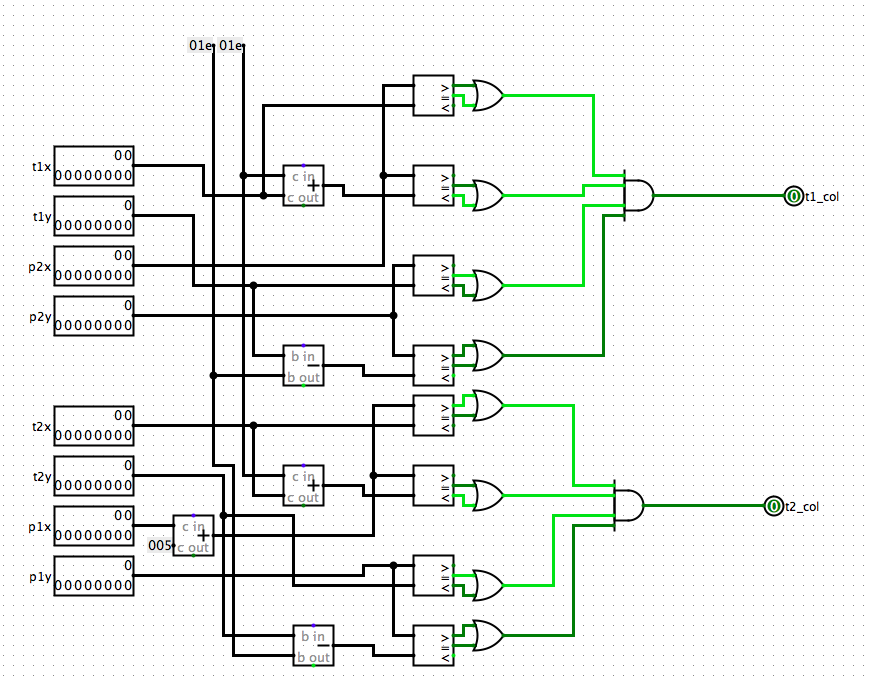 01e 01e
>
=
<
t1x
00
00000000
c in
+
c out
>
=
<
t1_col
t1y
0
00000000
p2x
00
00000000
>
=
<
p2y
0
00000000
b in
−
b out
>
=
<
t2x
00
00000000
>
=
<
t2y
0
00000000
c in
+
c out
>
=
<
t2_col
p1x
00
00000000
c in
+
005
c out
p1y
0
00000000
>
=
<
b in
−
b out
>
=
<